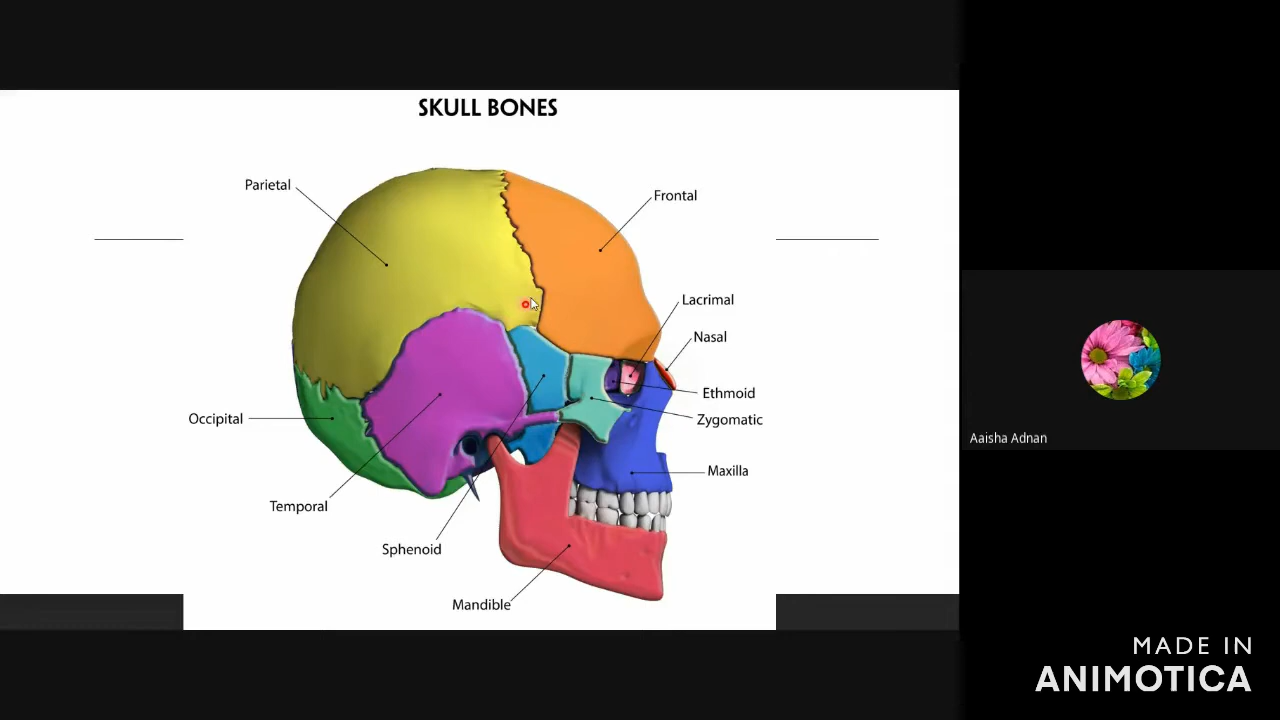 SKULL BONES
Parietal
Frontal
Lacrimal
Nasal
Ethmoid
Zygomatic
Occipital
Maxilla
Temporal
Sphenoid
Mandible
Aaisha Adnan
MADE IN
ANIMOTICA